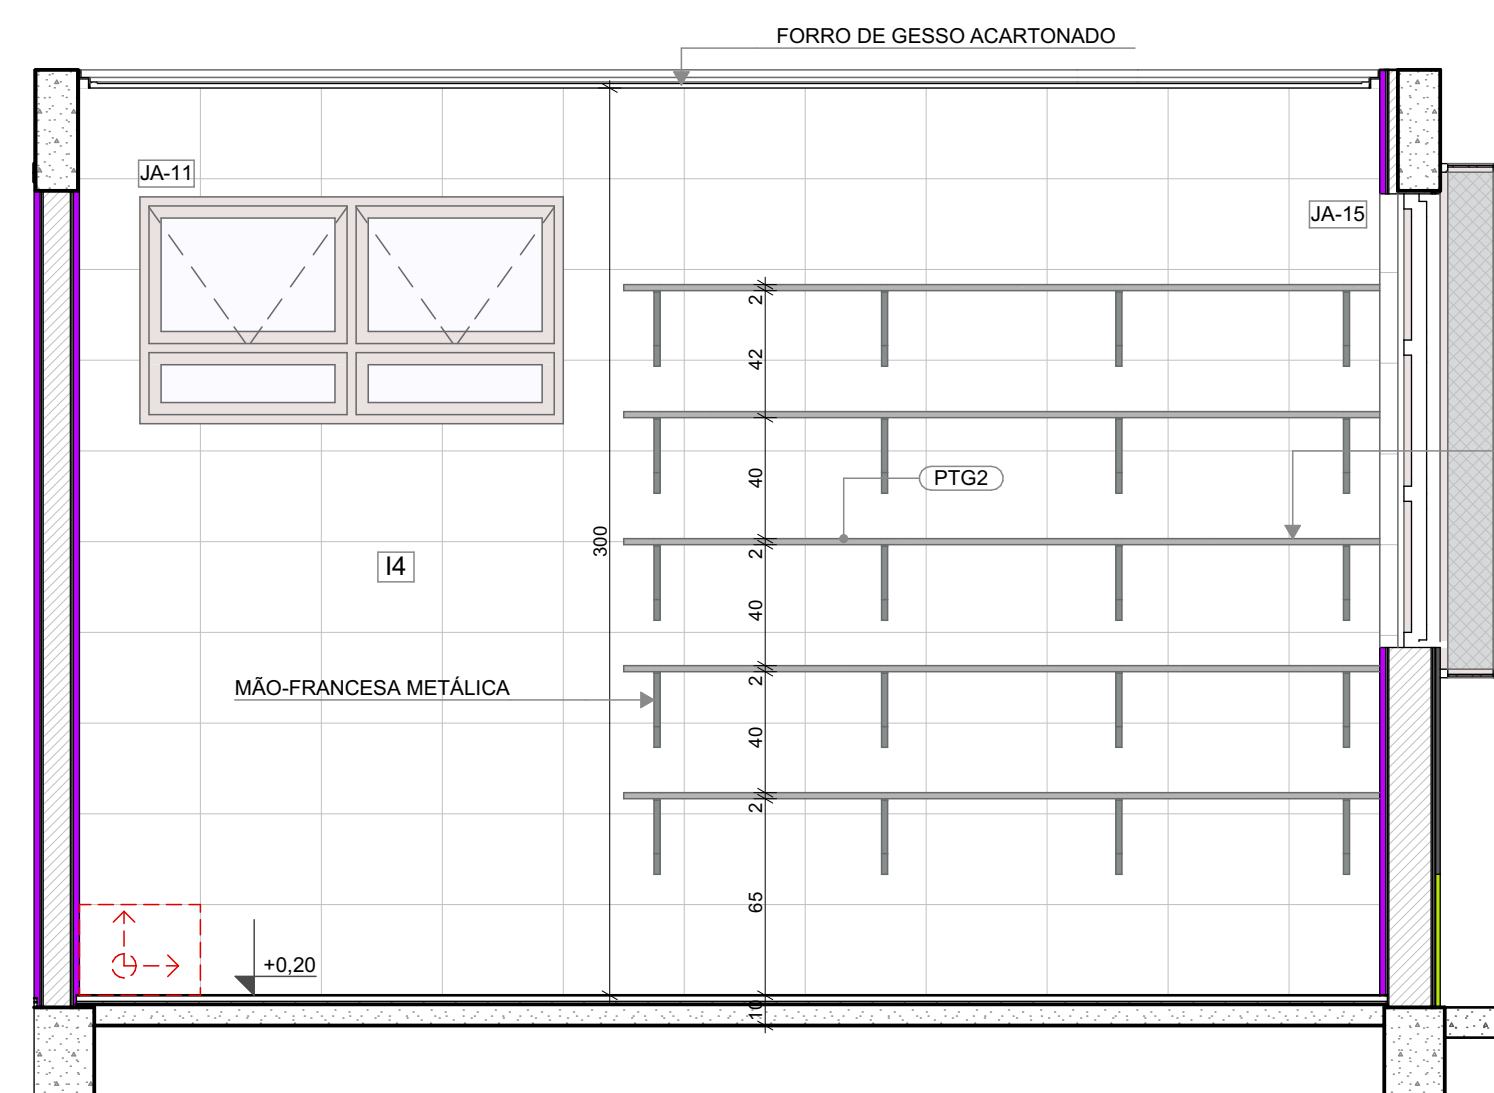 FORRO DE GESSO ACARTONADO
JA-11
JA-15
2
42
40
PTG2
300
2
I4
40
2
MÃO-FRANCESA METÁLICA
40
2
65
+0,20
10